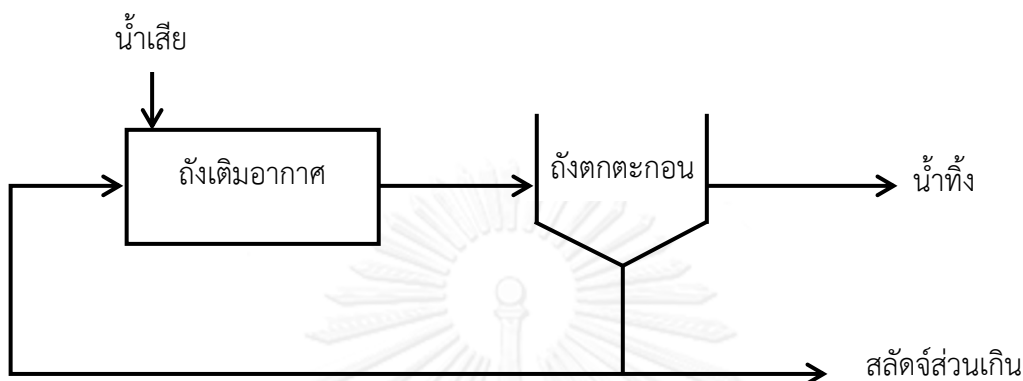 น้ำเสีย
ถังเติมอากาศ
ถังตกตะกอน
น้ำทิ้ง
สลัดจ์ส่วนเกิน